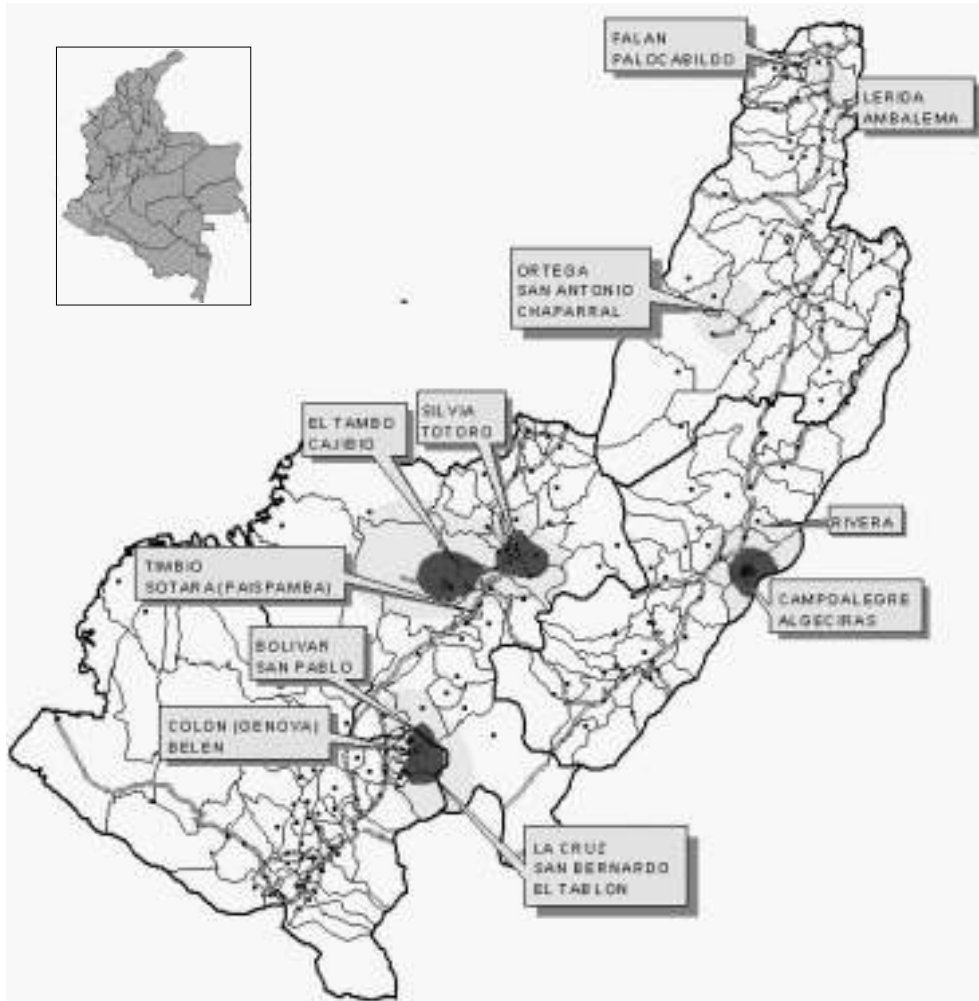 FALAN
PALOCABILDO
LERIDA
AMBALEMA
ORTEGA
SAN ANTONIO
CHAPARRAL
SILVIA
TOTORO
EL TAMBO
CAJIBIO
RIVERA
TIMBIO
SOTARA (PAISPAMBA)
CAMPOALEGRE
ALGECIRAS
BOLIVAR
SAN PABLO
COLON (GENOVA)
BELEN
LA CRUZ
SAN BERNARDO
EL TABLON